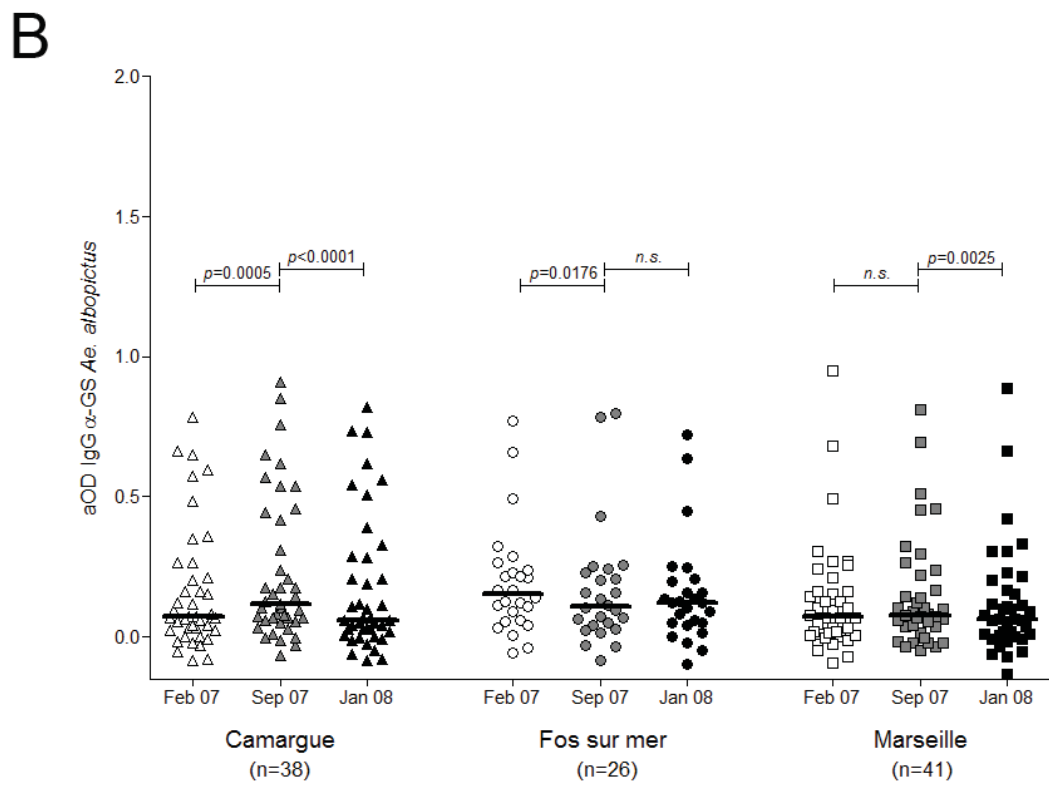 B
2.0
1.5
1.0
0.5
0.0
aOD IgG α-GS Ae. albopictus
p=0.0005
p<0.0001
p=0.0176
n.s.
n.s.
p=0.0025
Feb 07 Sep 07 Jan 08 Feb 07 Sep 07 Jan 08 Feb 07 Sep 07 Jan 08
Camargue Fos sur mer Marseille
(n=38) (n=26) (n=41)